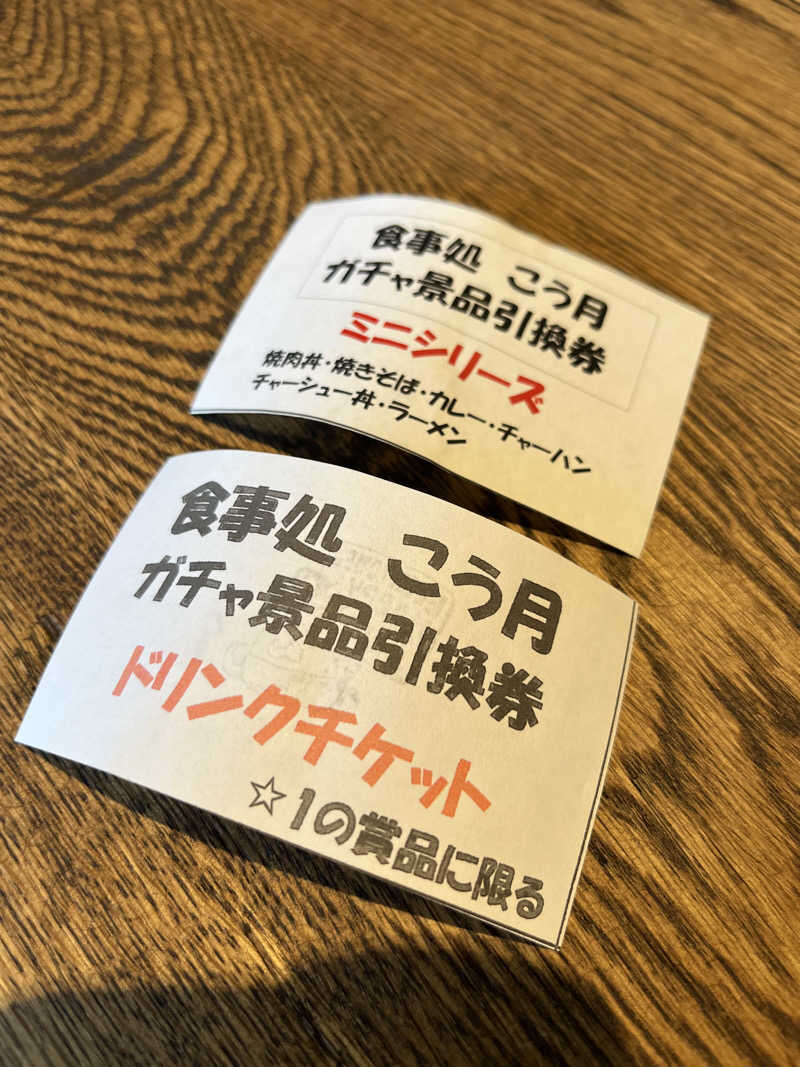 食事処 こう月
ガチャ景品引換券
ミニシリーズ
焼肉丼・焼きそば・カレー・チャーハン
チャーシュー丼・ラーメン
食事処 こう月
ガチャ景品引換券
ドリンクチケット
☆1の賞品に限る